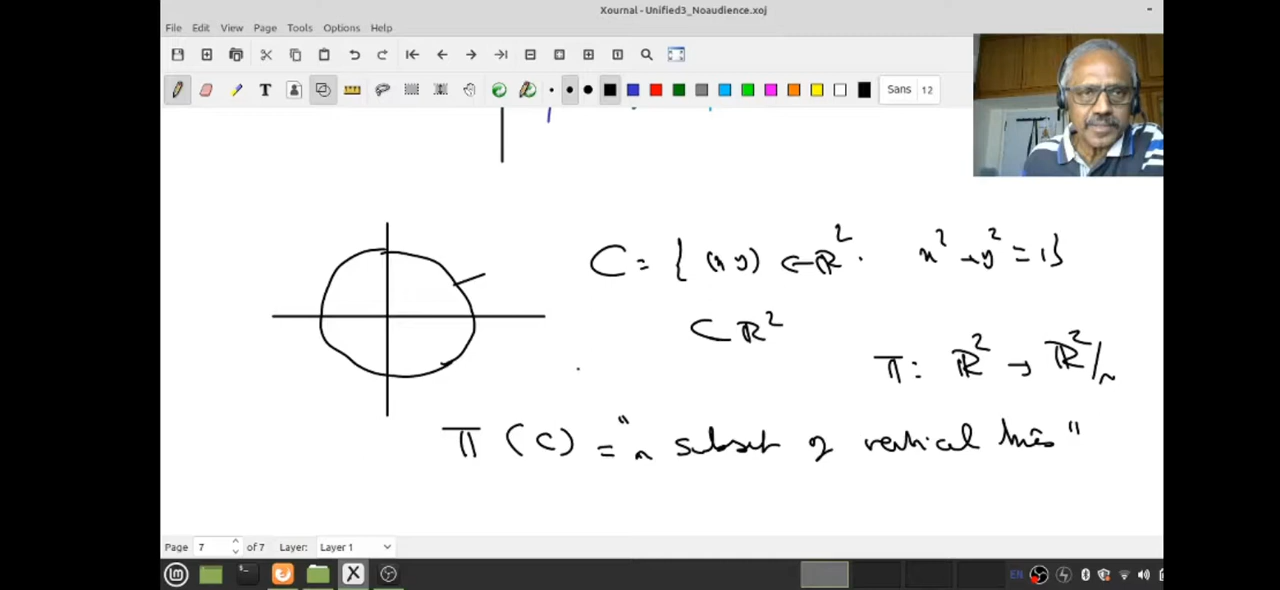 Xournal - Unified3_Noaudience.xoj
File Edit View Page Tools Options Help
Sans 12
C = { (x y) ∈ ℝ² . x² + y² = 1}
⊂ ℝ²
π : ℝ² → ℝ²/~
π (C) = "a subset of vertical lines"
Page 7 of 7 Layer: Layer 1
EN